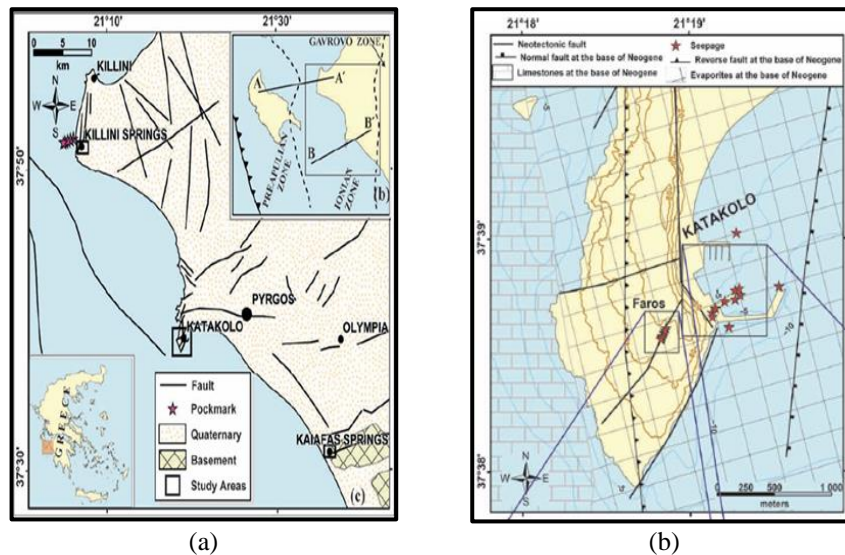 21°10'
21°30'
(a)
0 5 10
km
N
W E
S
KILLINI
KILLINI SPRINGS
GAVROVO ZONE
A
A'
B
B'
PREAPULIAN ZONE
IONIAN ZONE
(b)
37°50'
PYRGOS
KATAKOLO
OLYMPIA
KAIAFAS SPRINGS
GREECE
Fault
Pockmark
Quaternary
Basement
Study Areas
(c)
37°30'
(a)
21°18'
21°19'
Neotectonic fault
Seepage
Normal fault at the base of Neogene
Reverse fault at the base of Neogene
Limestones at the base of Neogene
Evaporites at the base of Neogene
37°39'
KATAKOLO
Faros
-5
-5
-10
-10
-5
37°38'
N
W E
S
0 250 500 1 000
meters
(b)